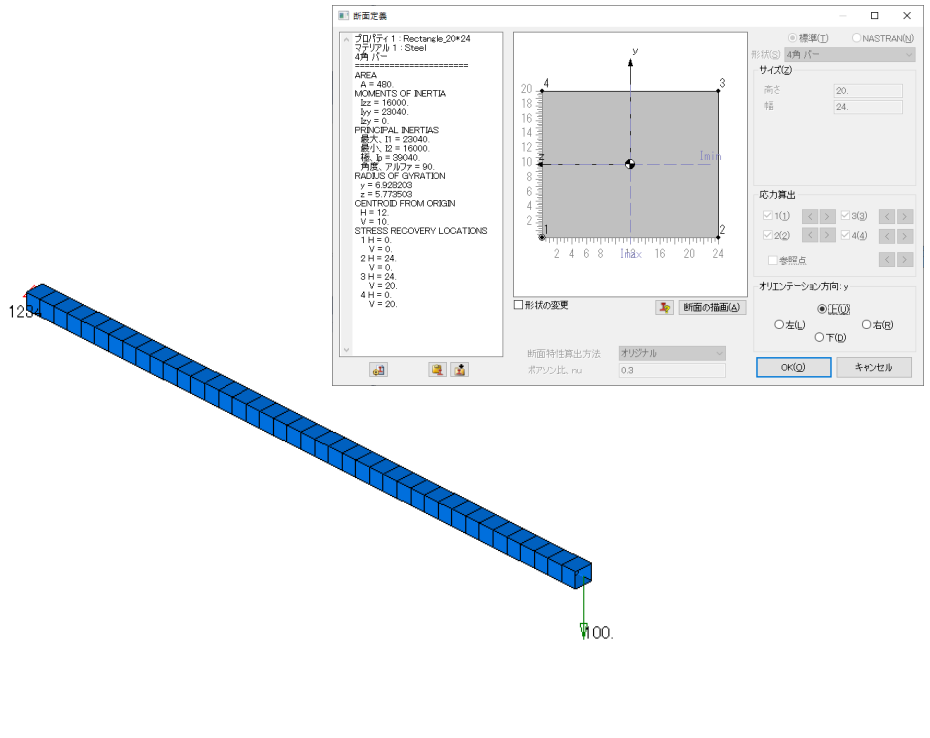 断面定義
プロパティ 1 : Rectangle_20*24
マテリアル 1 : Steel
4角 バー
=======================
AREA
A = 480.
MOMENTS OF INERTIA
Izz = 16000.
Iyy = 23040.
Izy = 0.
PRINCIPAL INERTIAS
最大、I1 = 23040.
最小、I2 = 16000.
極、Ip = 39040.
角度、アルファ = 90.
RADIUS OF GYRATION
y = 6.928203
z = 5.773503
CENTROID FROM ORIGIN
H = 12.
V = 10.
STRESS RECOVERY LOCATIONS
1 H = 0.
V = 0.
2 H = 24.
V = 0.
3 H = 24.
V = 20.
4 H = 0.
V = 20.
y
4
3
20
18
16
14
12
10
8
6
4
2
z
Imin
1
2
2 4 6 8 Imax 16 20 24
形状の変更
断面の描画(A)
断面特性算出方法 オリジナル
ポアソン比、nu 0.3
標準(T) NASTRAN(N)
形状(S) 4角 バー
サイズ(Z)
高さ 20.
幅 24.
応力算出
1(1) < > 3(3) < >
2(2) < > 4(4) < >
参照点 < >
オリエンテーション方向: y
上(U)
左(L) 右(R)
下(D)
OK(O) キャンセル
1234
100.